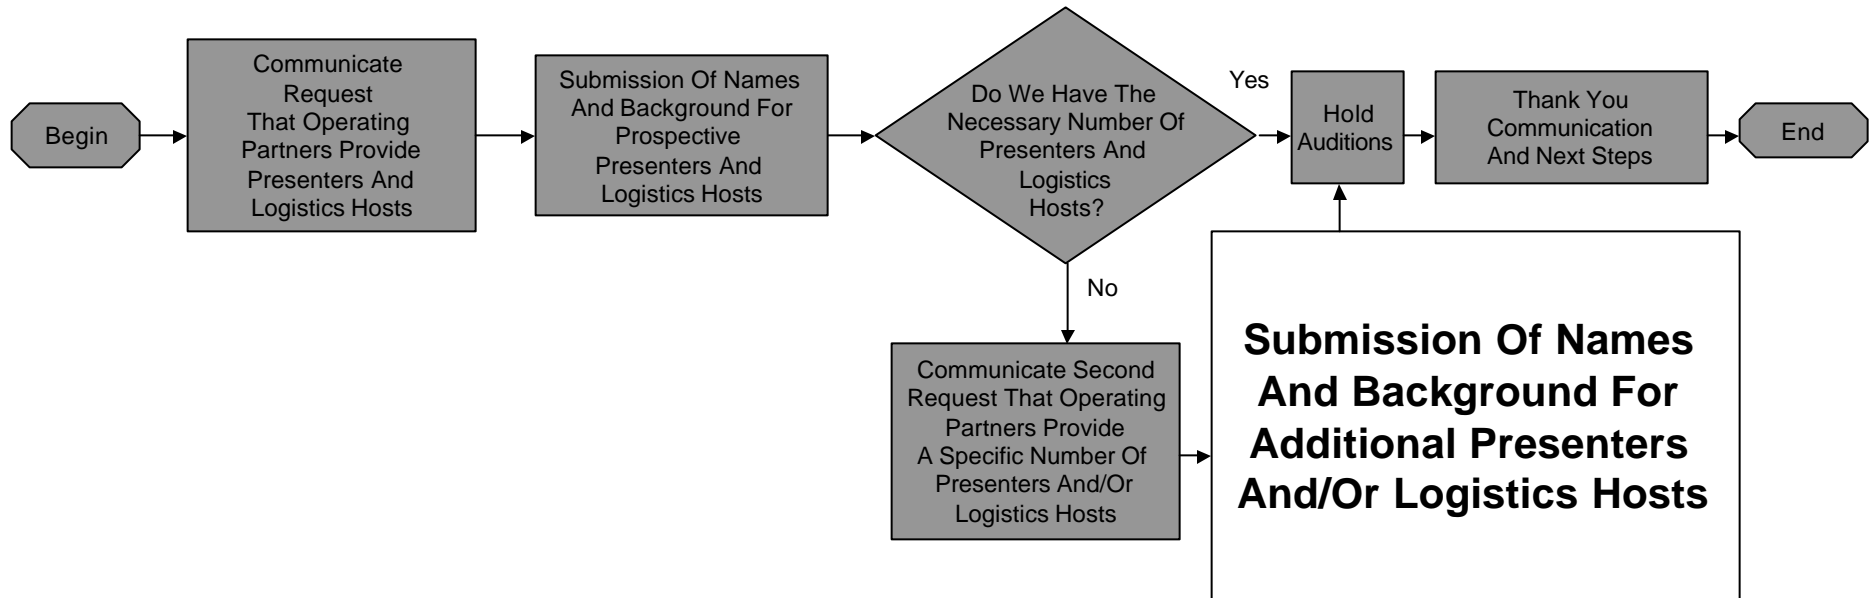 Begin
Communicate
Request
That Operating
Partners Provide
Presenters And
Logistics Hosts
Submission Of Names
And Background For
Prospective
Presenters And
Logistics Hosts
Do We Have The
Necessary Number Of
Presenters And
Logistics
Hosts?
Yes
Hold
Auditions
Thank You
Communication
And Next Steps
End
No
Communicate Second
Request That Operating
Partners Provide
A Specific Number Of
Presenters And/Or
Logistics Hosts
Submission Of Names
And Background For
Additional Presenters
And/Or Logistics Hosts